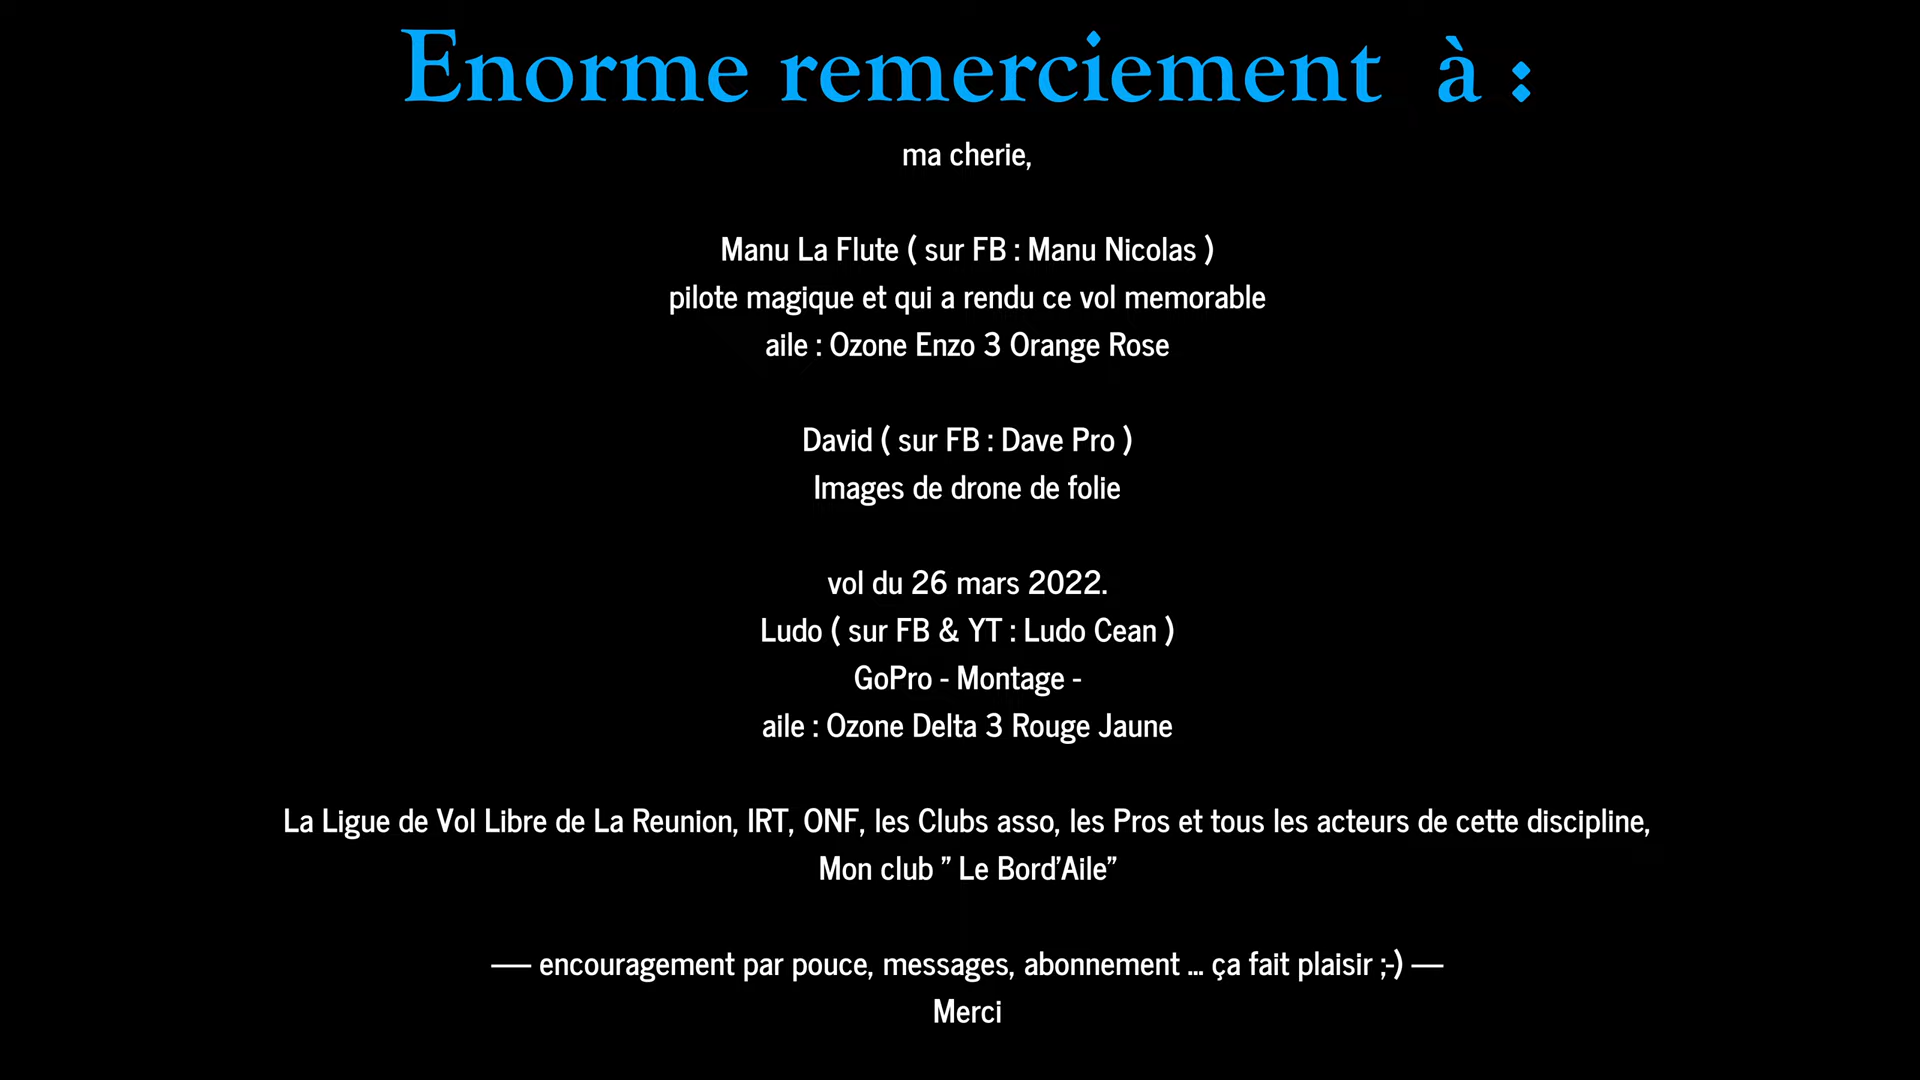 Enorme remerciement à :
ma cherie,
Manu La Flute ( sur FB : Manu Nicolas )
pilote magique et qui a rendu ce vol memorable
aile : Ozone Enzo 3 Orange Rose
David ( sur FB : Dave Pro )
Images de drone de folie
vol du 26 mars 2022.
Ludo ( sur FB & YT : Ludo Cean )
GoPro - Montage -
aile : Ozone Delta 3 Rouge Jaune
La Ligue de Vol Libre de La Reunion, IRT, ONF, les Clubs asso, les Pros et tous les acteurs de cette discipline,
Mon club ” Le Bord’Aile”
—– encouragement par pouce, messages, abonnement ... ça fait plaisir ;-) —
Merci